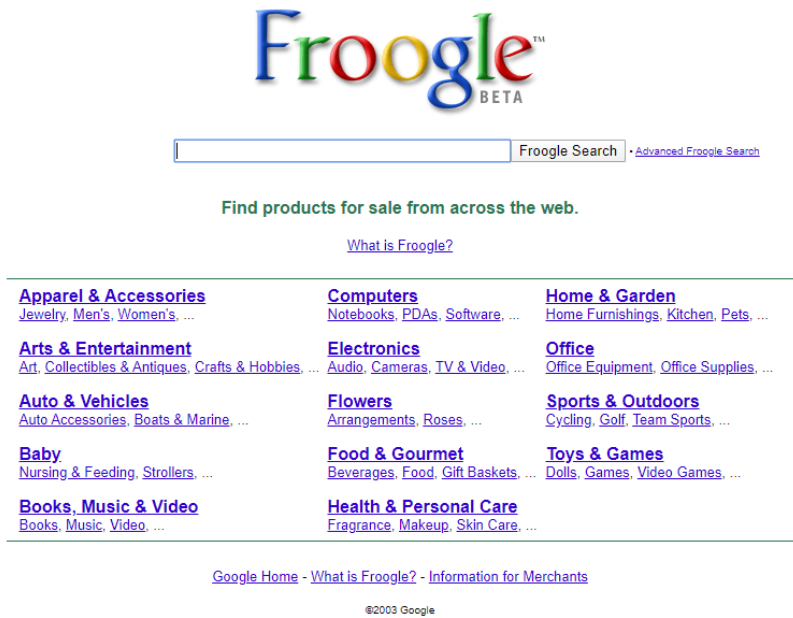 Froogle™
BETA
Froogle Search • Advanced Froogle Search
Find products for sale from across the web.
What is Froogle?
Apparel & Accessories
Jewelry, Men's, Women's, ...
Arts & Entertainment
Art, Collectibles & Antiques, Crafts & Hobbies, ...
Auto & Vehicles
Auto Accessories, Boats & Marine, ...
Baby
Nursing & Feeding, Strollers, ...
Books, Music & Video
Books, Music, Video, ...
Computers
Notebooks, PDAs, Software, ...
Electronics
Audio, Cameras, TV & Video, ...
Flowers
Arrangements, Roses, ...
Food & Gourmet
Beverages, Food, Gift Baskets, ...
Health & Personal Care
Fragrance, Makeup, Skin Care, ...
Home & Garden
Home Furnishings, Kitchen, Pets, ...
Office
Office Equipment, Office Supplies, ...
Sports & Outdoors
Cycling, Golf, Team Sports, ...
Toys & Games
Dolls, Games, Video Games, ...
Google Home - What is Froogle? - Information for Merchants
©2003 Google